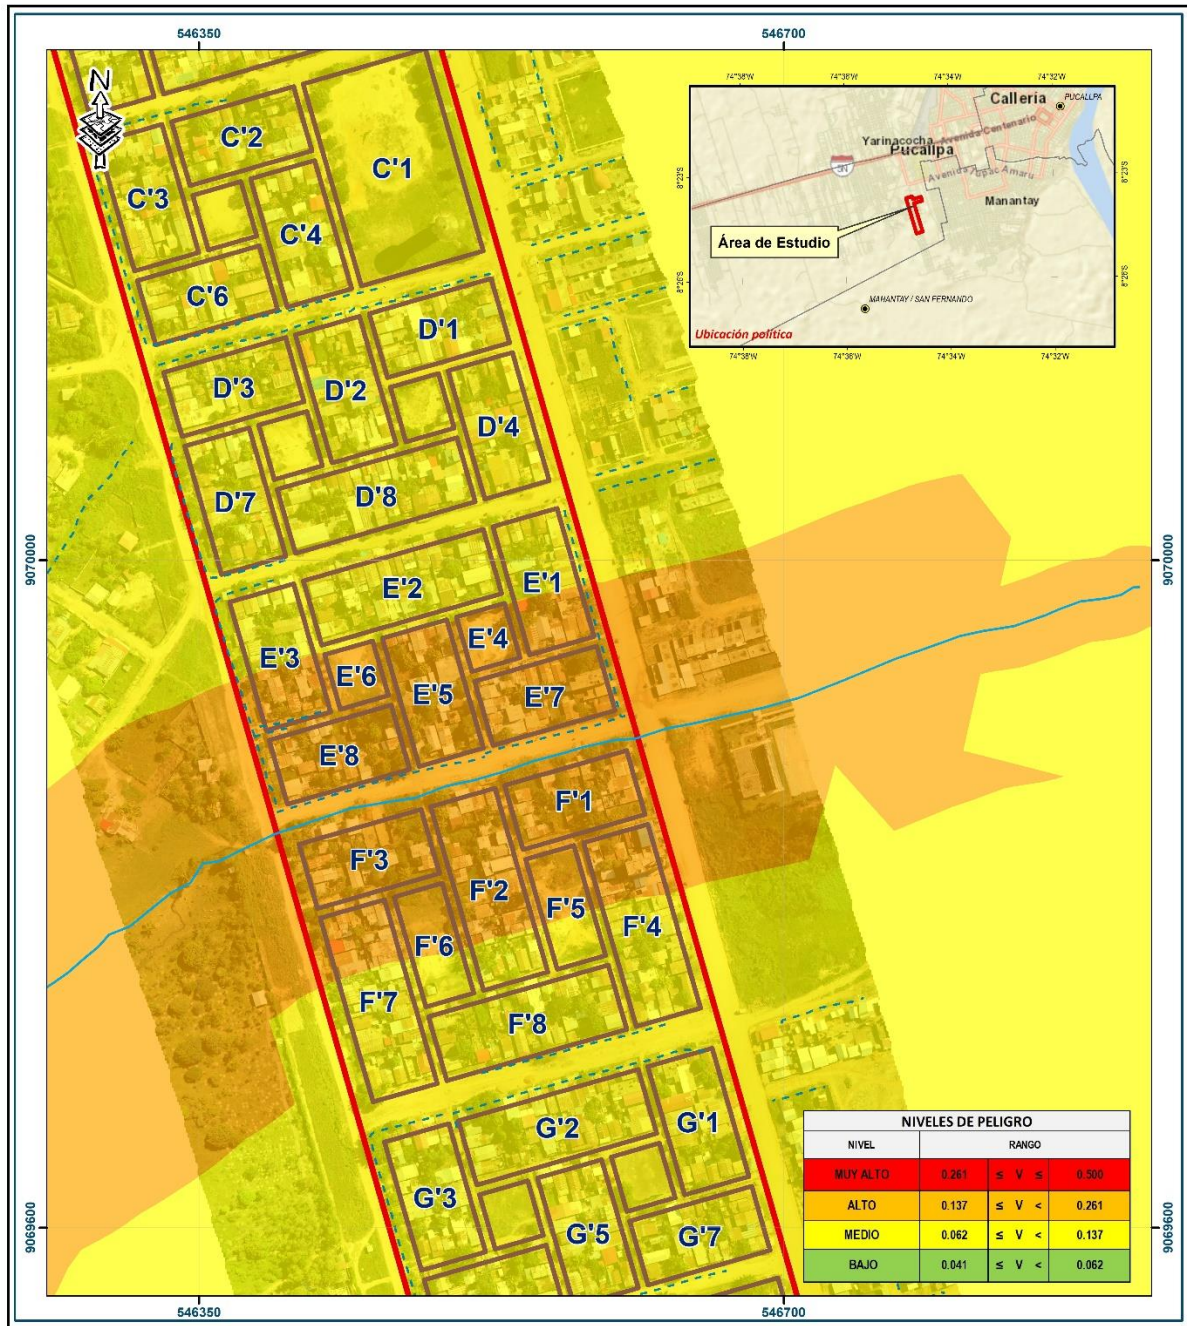 546350
546700
N
74°38'W
74°36'W
74°34'W
74°32'W
Calleria
PUCALLPA
Avenida Centenario
Yarinacocha
Pucallpa
5N
Avenida Tupac Amaru
8°23'S
8°23'S
Manantay
Área de Estudio
MANANTAY / SAN FERNANDO
Ubicación política
74°38'W
74°36'W
74°34'W
74°32'W
C'2
C'1
C'3
C'4
C'6
D'1
D'3
D'2
D'4
D'7
D'8
9070000
9070000
E'2
E'1
E'4
E'3
E'6
E'5
E'7
E'8
F'1
F'3
F'2
F'5
F'4
F'6
F'7
F'8
G'2
G'1
G'3
G'5
G'7
9069600
9069600
NIVELES DE PELIGRO
NIVEL RANGO
MUY ALTO 0.261 ≤ V ≤ 0.500
ALTO 0.137 ≤ V < 0.261
MEDIO 0.062 ≤ V < 0.137
BAJO 0.041 ≤ V < 0.062
546350
546700